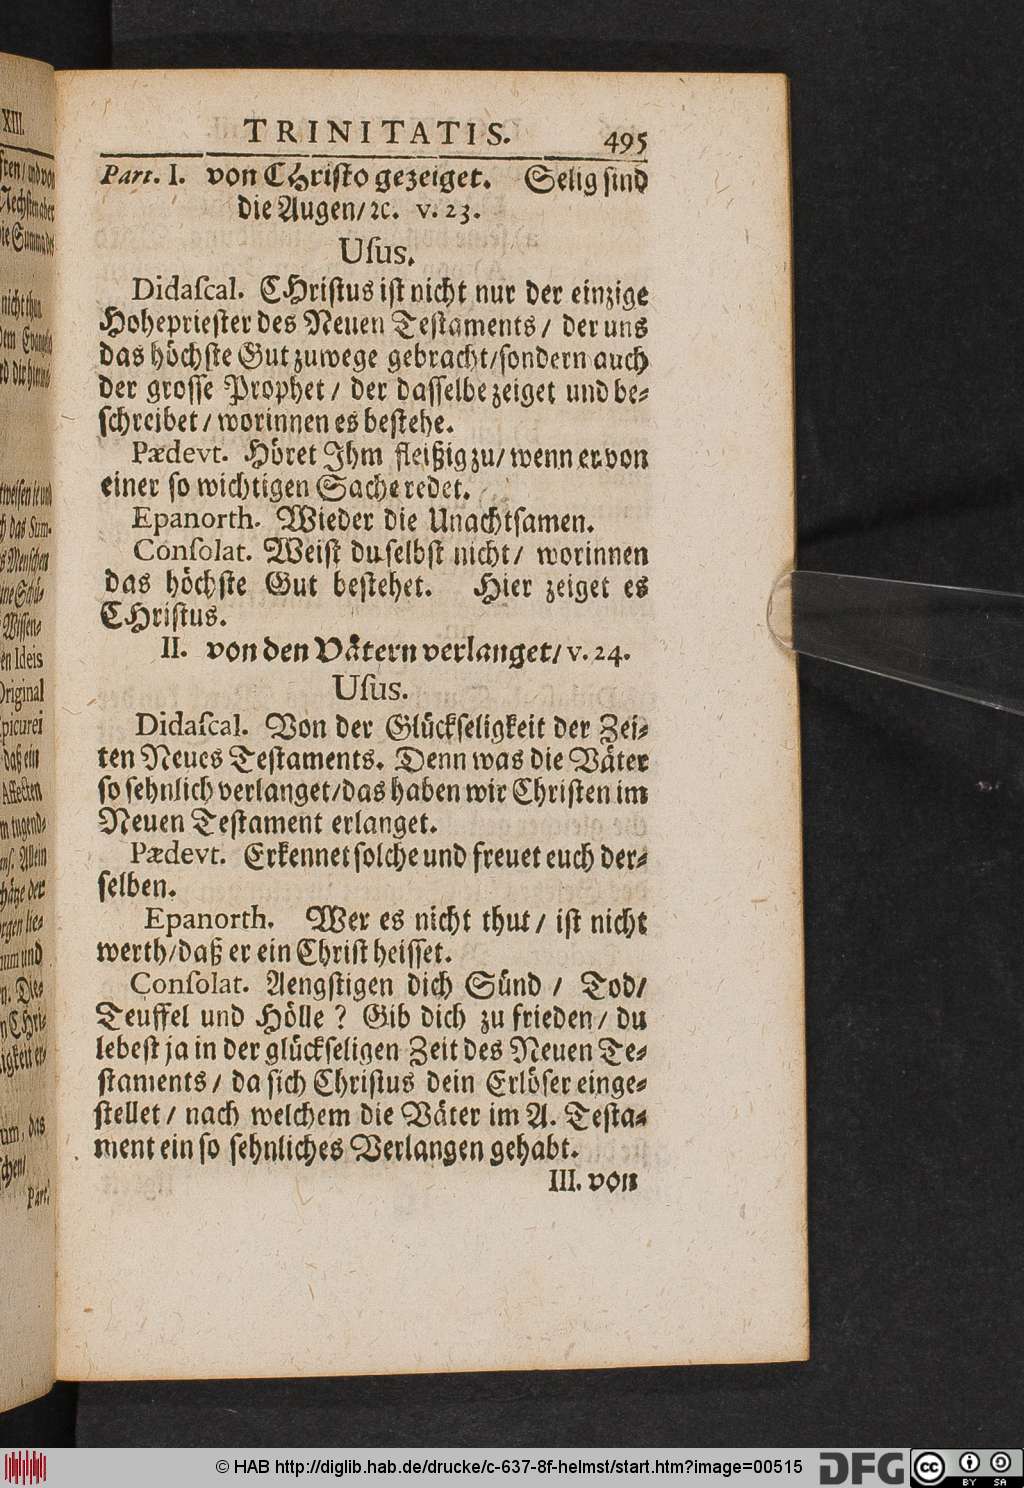 TRINITATIS. 495
Part. I. von CHristo gezeiget. Selig sind
die Augen/ ꝛc. v. 23.
Uſus.
Didaſcal. CHriſtus iſt nicht nur der einzige
Hoheprieſter des Neuen Teſtaments / der uns
das höchſte Gut zuwege gebracht/ſondern auch
der groſſe Prophet / der daſſelbe zeiget und be-
ſchreibet / worinnen es beſtehe.
Pædevt. Höret Ihm fleißig zu/ wenn er von
einer ſo wichtigen Sache redet.
Epanorth. Wieder die Unachtſamen.
Conſolat. Weiſt du ſelbſt nicht / worinnen
das höchſte Gut beſtehet. Hier zeiget es
CHriſtus.
II. von den Vätern verlanget/ v. 24.
Uſus.
Didaſcal. Von der Glückſeligkeit der Zei-
ten Neues Teſtaments. Denn was die Väter
ſo ſehnlich verlanget/das haben wir Chriſten im
Neuen Teſtament erlanget.
Pædevt. Erkennet ſolche und freuet euch der-
ſelben.
Epanorth. Wer es nicht thut / iſt nicht
werth/daß er ein Chriſt heiſſet.
Conſolat. Aengſtigen dich Sünd / Tod/
Teuffel und Hölle ? Gib dich zu frieden / du
lebeſt ja in der glückſeligen Zeit des Neuen Te-
ſtaments / da ſich Chriſtus dein Erlöſer einge-
ſtellet / nach welchem die Väter im A. Teſta-
ment ein ſo ſehnliches Verlangen gehabt.
III. von
© HAB http://diglib.hab.de/drucke/c-637-8f-helmst/start.htm?image=00515
DFG
cc BY SA